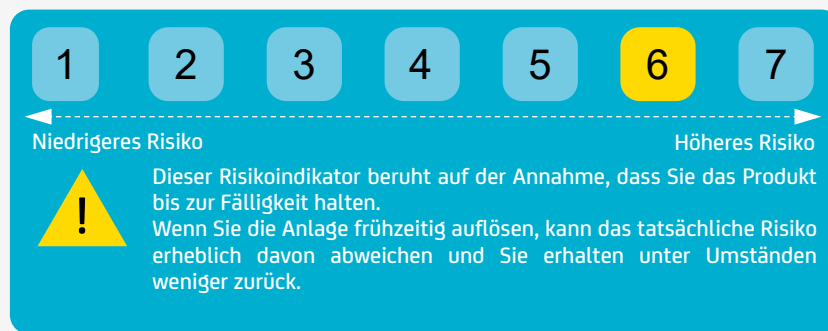 1 2 3 4 5 6 7
Niedrigeres Risiko Höheres Risiko
Dieser Risikoindikator beruht auf der Annahme, dass Sie das Produkt
bis zur Fälligkeit halten.
Wenn Sie die Anlage frühzeitig auflösen, kann das tatsächliche Risiko
erheblich davon abweichen und Sie erhalten unter Umständen
weniger zurück.
!